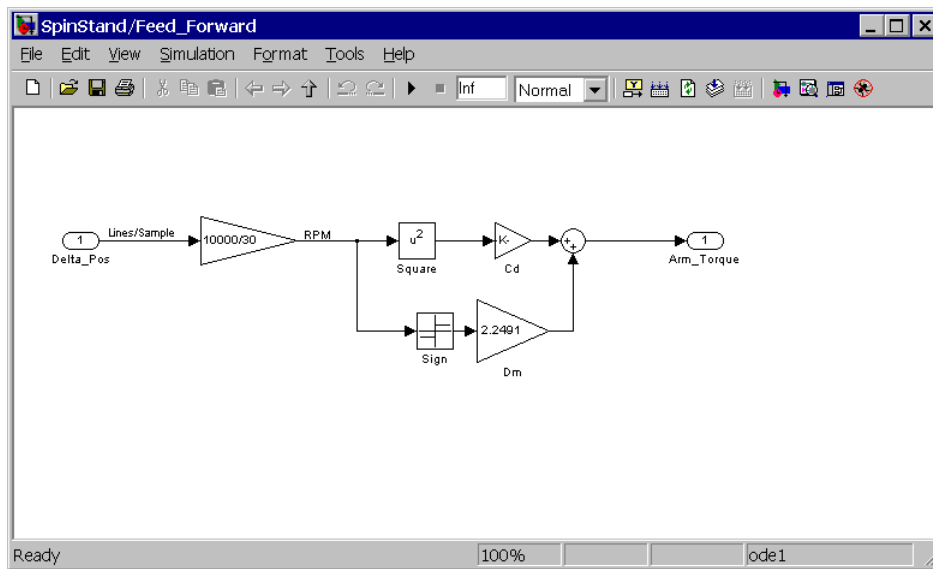 SpinStand/Feed_Forward
File Edit View Simulation Format Tools Help
Inf Normal
1 Lines/Sample 10000/30 RPM u2 K- + + 1
Delta_Pos Square Cd Arm_Torque
2.2491
Sign Dm
Ready 100% ode1